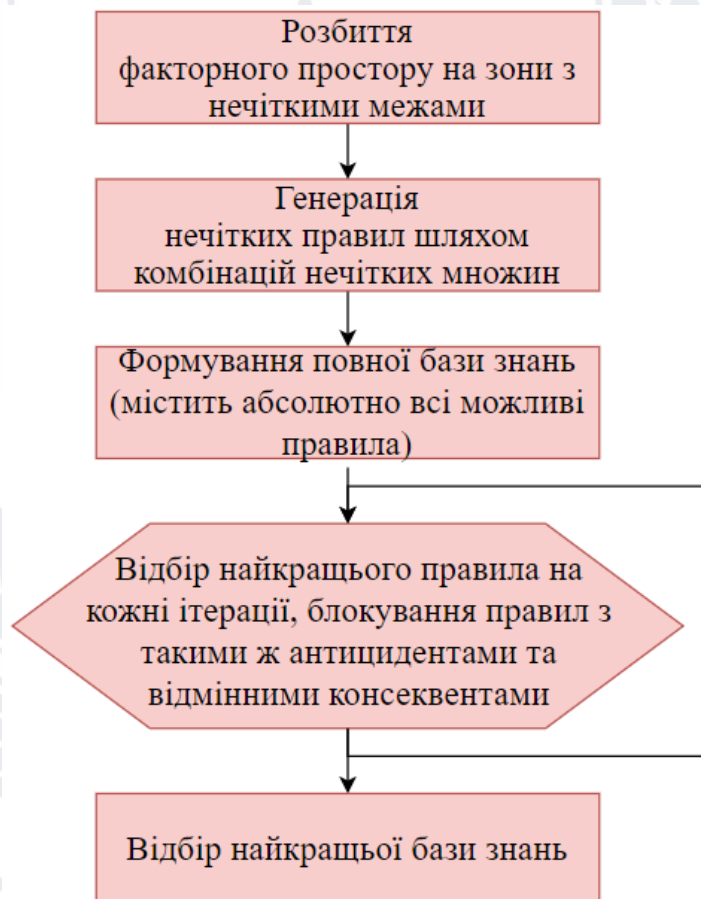 Розбиття
факторного простору на зони з
нечіткими межами
Генерація
нечітких правил шляхом
комбінацій нечітких множин
Формування повної бази знань
(містить абсолютно всі можливі
правила)
Відбір найкращього правила на
кожні ітерації, блокування правил з
такими ж антицидентами та
відмінними консеквентами
Відбір найкращьої бази знань